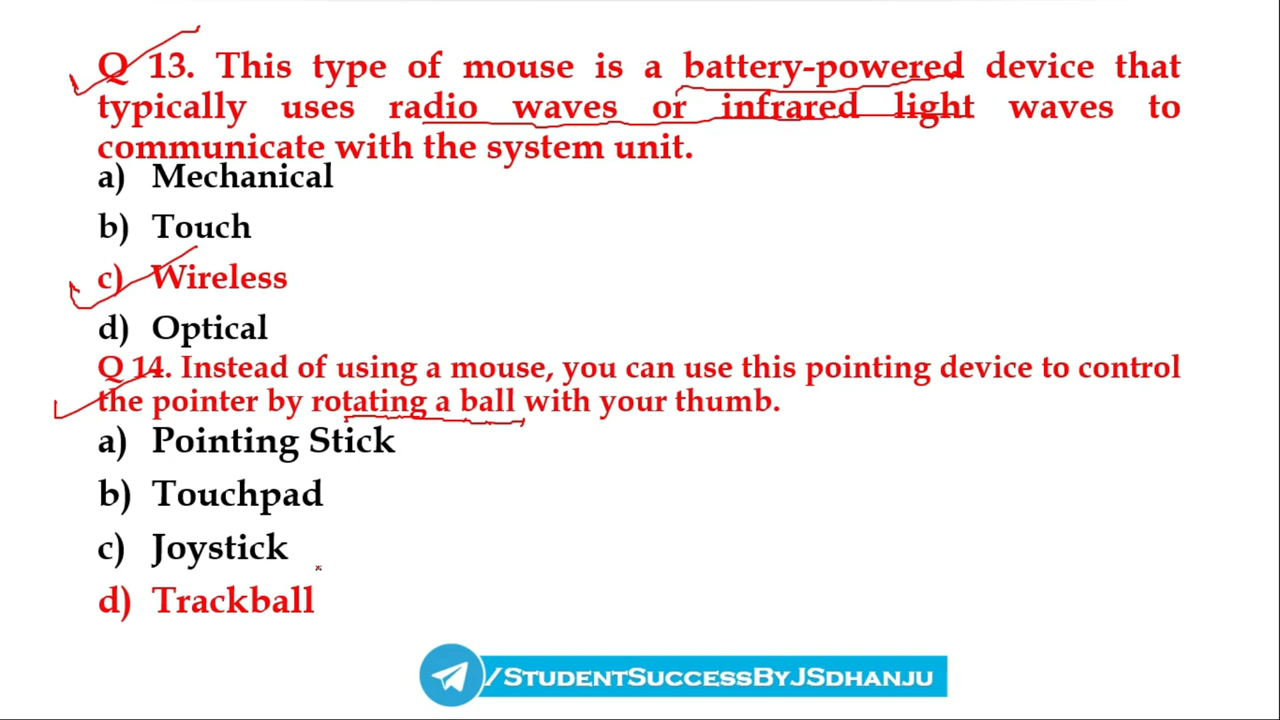 Q 13. This type of mouse is a battery-powered device that
typically uses radio waves or infrared light waves to
communicate with the system unit.
a) Mechanical
b) Touch
c) Wireless
d) Optical
Q 14. Instead of using a mouse, you can use this pointing device to control
the pointer by rotating a ball with your thumb.
a) Pointing Stick
b) Touchpad
c) Joystick
d) Trackball
/StudentSuccessByJSdhanju